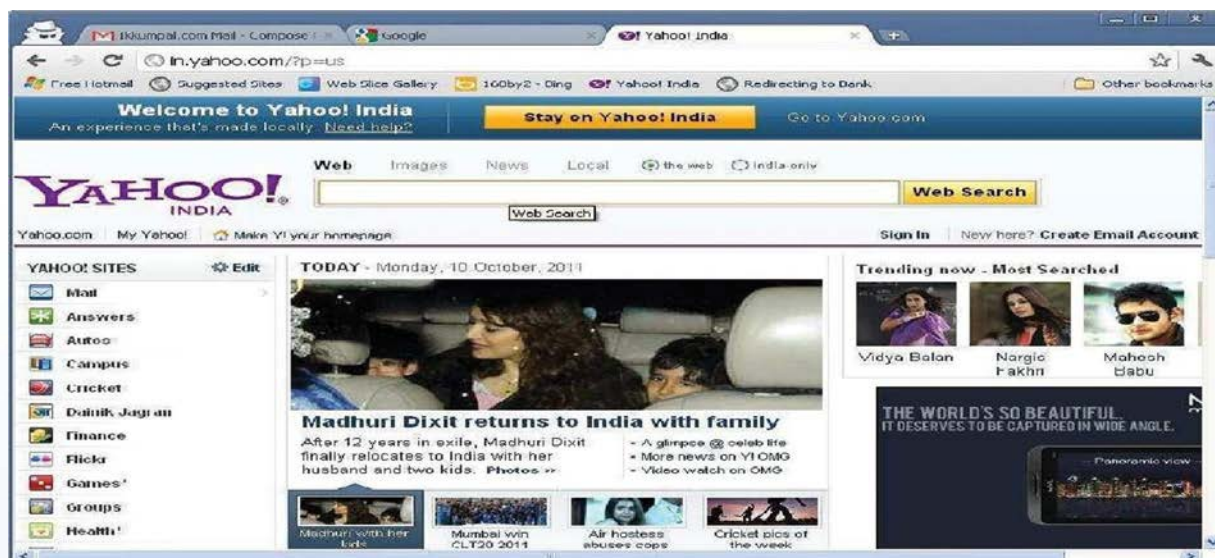 Ikkumpal.com Mail - Compose
Google
Yahoo! India
in.yahoo.com/?p=us
Free Hotmail Suggested Sites Web Slice Gallery 160by2 - Ding Yahoo! India Redirecting to Bank Other bookmarks
Welcome to Yahoo! India
An experience that's made locally. Need help?
Stay on Yahoo! India
Go to Yahoo.com
Web Images News Local the web India only
YAHOO!
INDIA
Web Search
Web Search
Yahoo.com My Yahoo! Make Y! your homepage
Sign In New here? Create Email Account
YAHOO! SITES Edit
Mail
Answers
Autos
Campus
Cricket
Dainik Jagran
Finance
Flickr
Games
Groups
Health
TODAY - Monday, 10 October, 2011
Madhuri Dixit returns to India with family
After 12 years in exile, Madhuri Dixit
finally relocates to India with her
husband and two kids. Photos »
- A glimpse @ celeb life
- More news on Y! OMG
- Video watch on OMG
Madhuri with her
kids
Mumbai win
CLT20 2011
Air hostess
abuses cops
Cricket pics of
the week
Trending now - Most Searched
Vidya Balan
Nargis
Fakhri
Mahesh
Babu
THE WORLD'S SO BEAUTIFUL.
IT DESERVES TO BE CAPTURED IN WIDE ANGLE.
Panoramic view